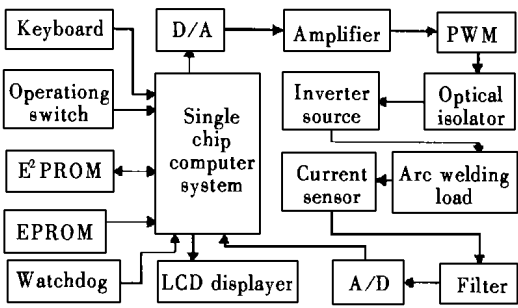 Keyboard
D/A
Amplifier
PWM
Operationg
switch
Single
chip
computer
system
Inverter
source
Optical
isolator
E²PROM
Current
sensor
Arc welding
load
EPROM
Watchdog
LCD displayer
A/D
Filter